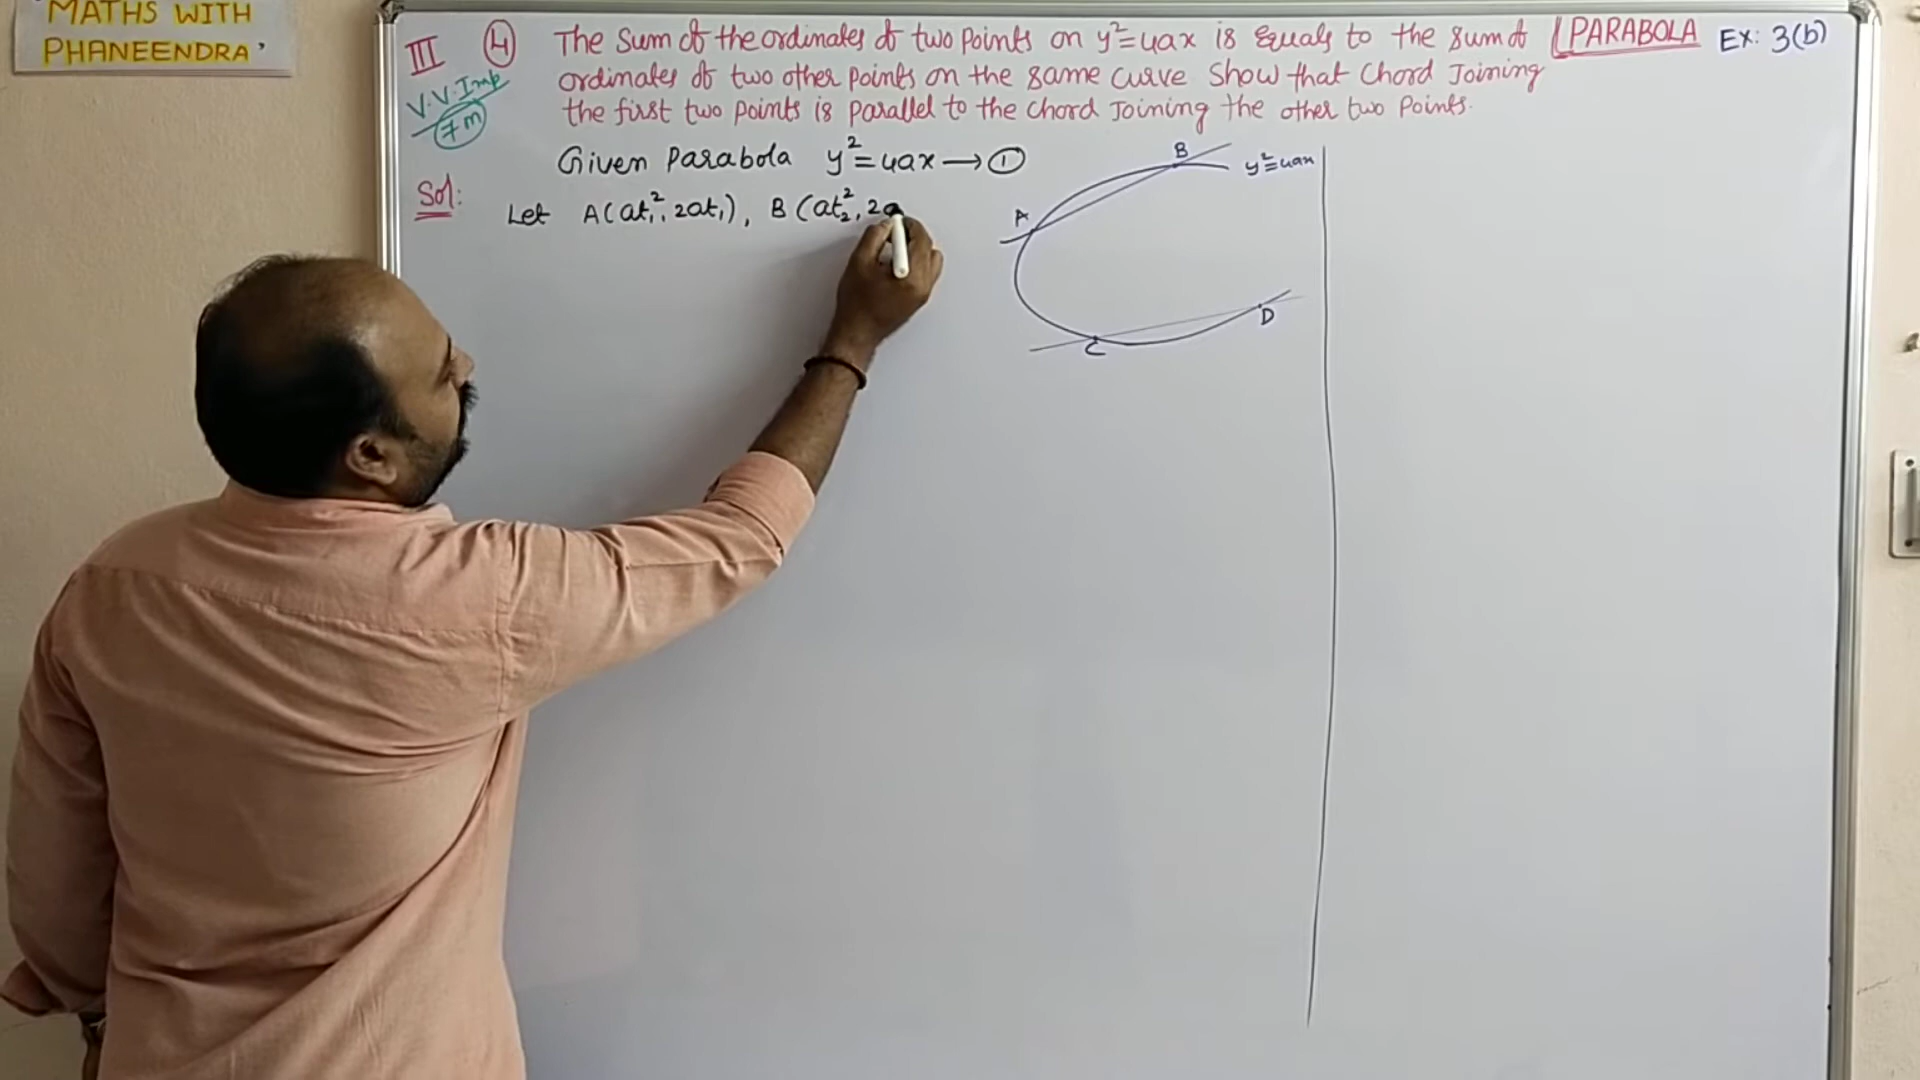 MATHS WITH
PHANEENDRA’
III ④ The Sum of the ordinates of two points on y²=4ax is Equals to the sum of PARABOLA Ex: 3(b)
V.V.Imp ordinates of two other points on the same curve Show that Chord Joining
7m the first two points is parallel to the chord Joining the other two Points.
Given Parabola y²=4ax → ①
Sol:
Let A(at₁², 2at₁), B(at₂², 2a
B
y²=4ax
A
D
C